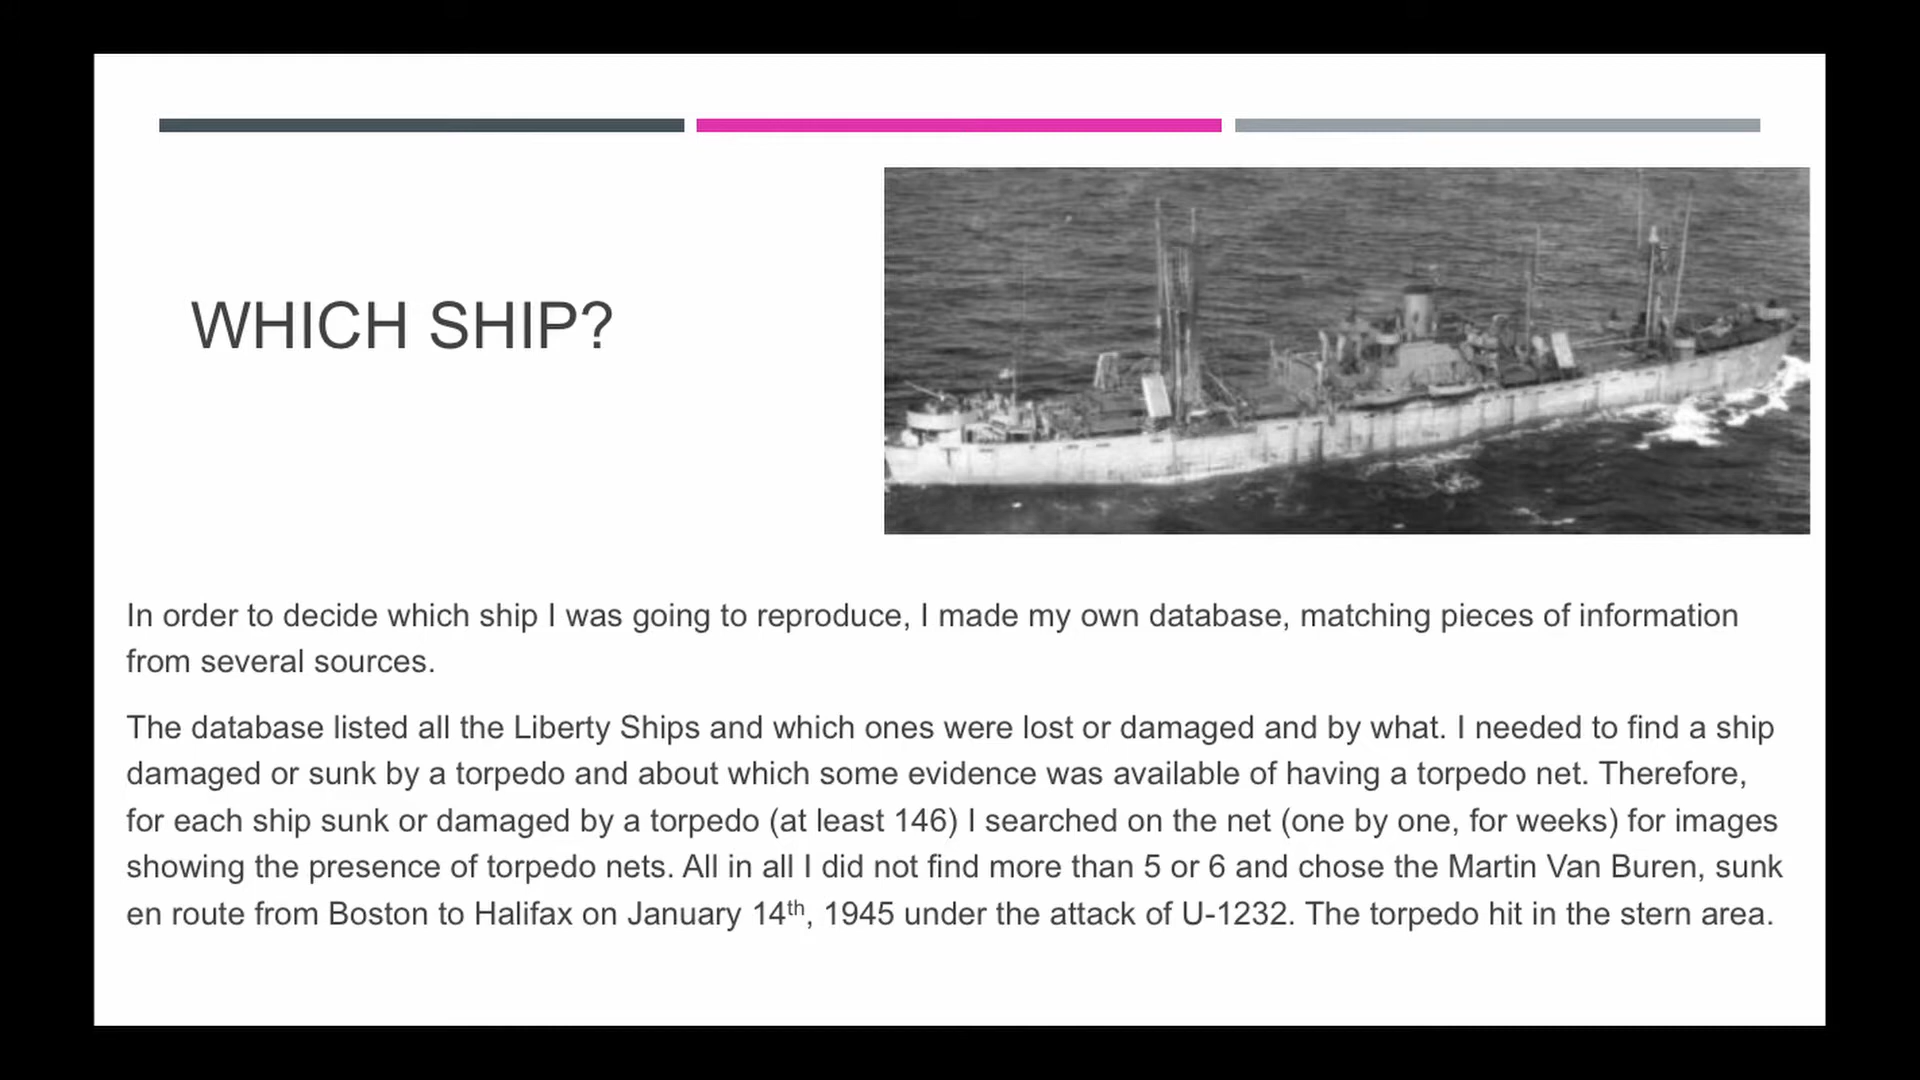 WHICH SHIP?
In order to decide which ship I was going to reproduce, I made my own database, matching pieces of information
from several sources.
The database listed all the Liberty Ships and which ones were lost or damaged and by what. I needed to find a ship
damaged or sunk by a torpedo and about which some evidence was available of having a torpedo net. Therefore,
for each ship sunk or damaged by a torpedo (at least 146) I searched on the net (one by one, for weeks) for images
showing the presence of torpedo nets. All in all I did not find more than 5 or 6 and chose the Martin Van Buren, sunk
en route from Boston to Halifax on January 14th, 1945 under the attack of U-1232. The torpedo hit in the stern area.